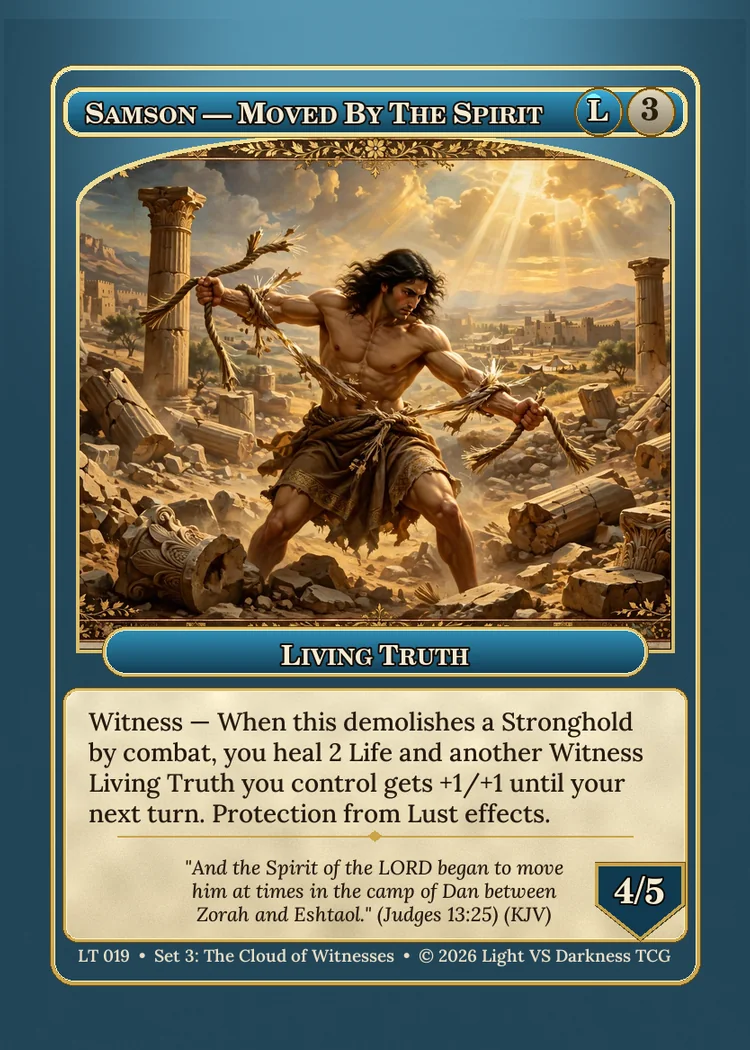 Samson — Moved By The Spirit L 3
Living Truth
Witness — When this demolishes a Stronghold
by combat, you heal 2 Life and another Witness
Living Truth you control gets +1/+1 until your
next turn. Protection from Lust effects.
"And the Spirit of the LORD began to move
him at times in the camp of Dan between
Zorah and Eshtaol." (Judges 13:25) (KJV)
4/5
LT 019 • Set 3: The Cloud of Witnesses • © 2026 Light VS Darkness TCG